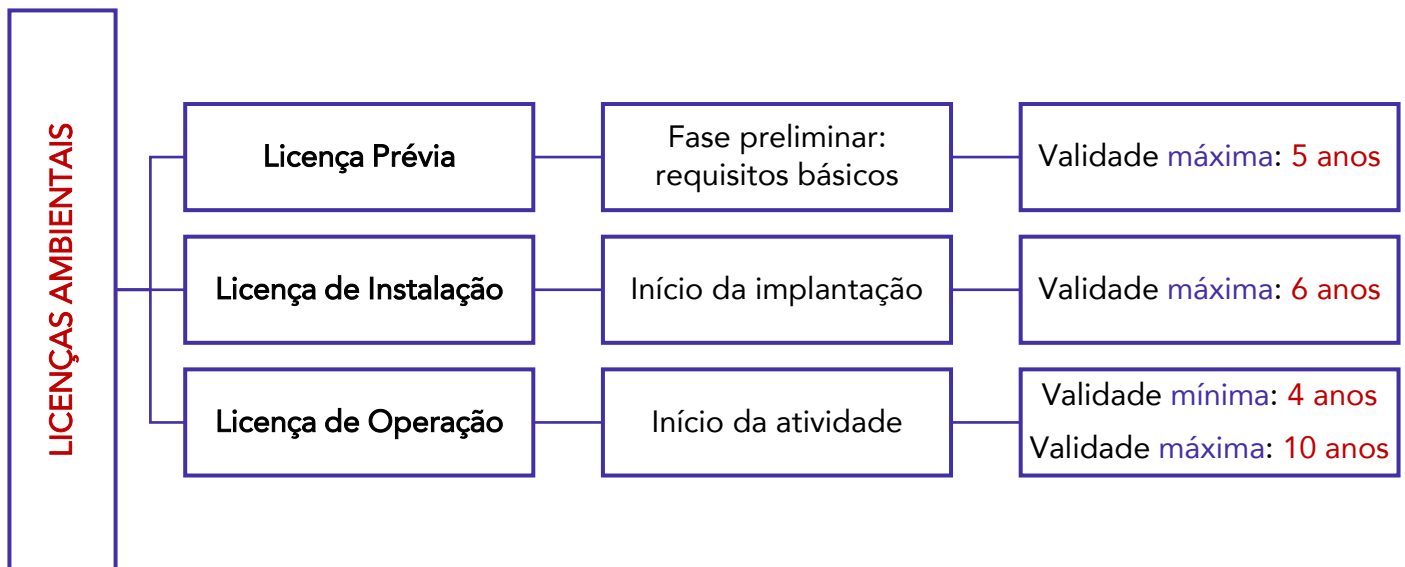 LICENÇAS AMBIENTAIS
Licença Prévia
Fase preliminar:
requisitos básicos
Validade máxima: 5 anos
Licença de Instalação
Início da implantação
Validade máxima: 6 anos
Licença de Operação
Início da atividade
Validade mínima: 4 anos
Validade máxima: 10 anos